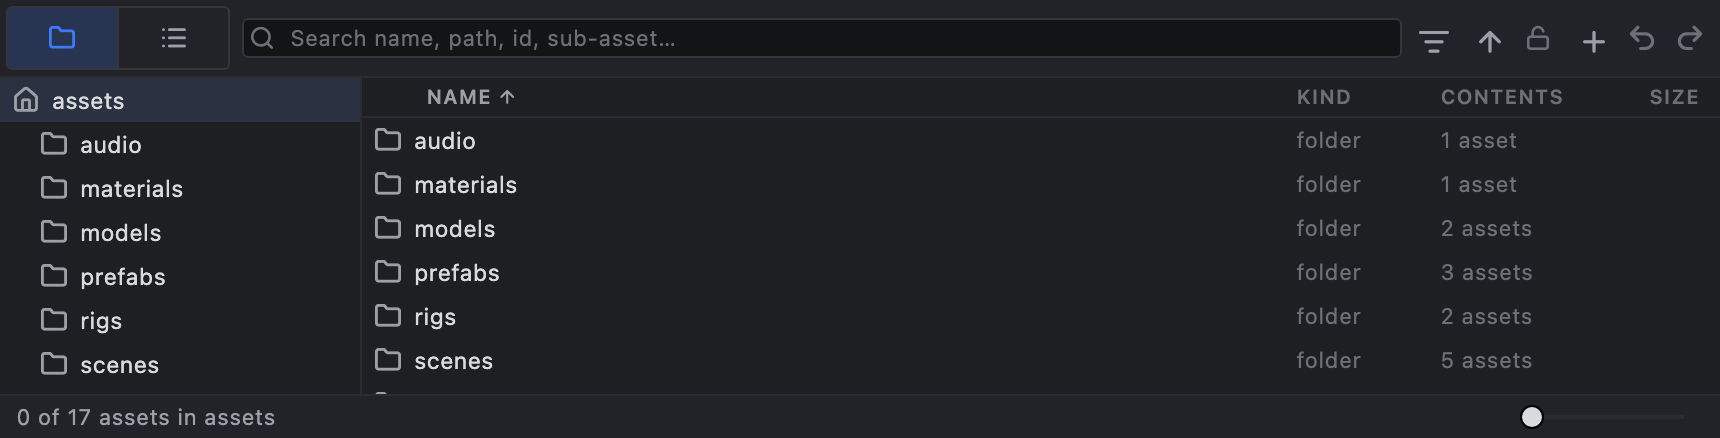 Search name, path, id, sub-asset...
assets
audio
materials
models
prefabs
rigs
scenes
NAME KIND CONTENTS SIZE
audio folder 1 asset
materials folder 1 asset
models folder 2 assets
prefabs folder 3 assets
rigs folder 2 assets
scenes folder 5 assets
0 of 17 assets in assets